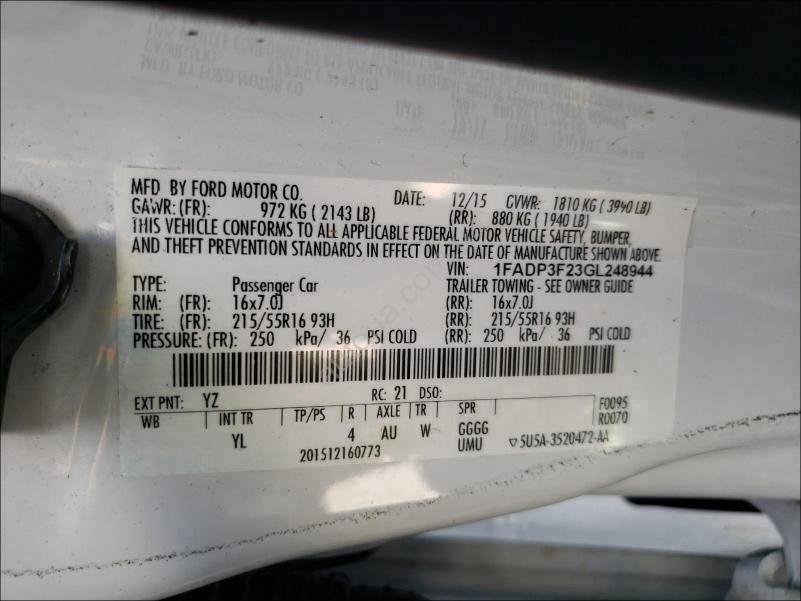 MFD BY FORD MOTOR CO. DATE: 12/15 GVWR: 1810 KG ( 3990 LB)
GAWR:(FR): 972 KG ( 2143 LB) (RR): 880 KG ( 1940 LB)
THIS VEHICLE CONFORMS TO ALL APPLICABLE FEDERAL MOTOR VEHICLE SAFETY, BUMPER,
AND THEFT PREVENTION STANDARDS IN EFFECT ON THE DATE OF MANUFACTURE SHOWN ABOVE.
VIN: 1FADP3F23GL248944
TYPE: Passenger Car TRAILER TOWING - SEE OWNER GUIDE
RIM: (FR): 16x7.0J (RR): 16x7.0J
TIRE: (FR): 215/55R16 93H (RR): 215/55R16 93H
PRESSURE: (FR): 250 kPa/ 36 PSI COLD (RR): 250 kPa/ 36 PSI COLD
EXT PNT: YZ RC: 21 DSO: F0095
WB INT TR TP/PS R AXLE TR SPR R0070
YL 4 AU W GGGG
UMU
201512160773 ▽5U5A-3520472-AA